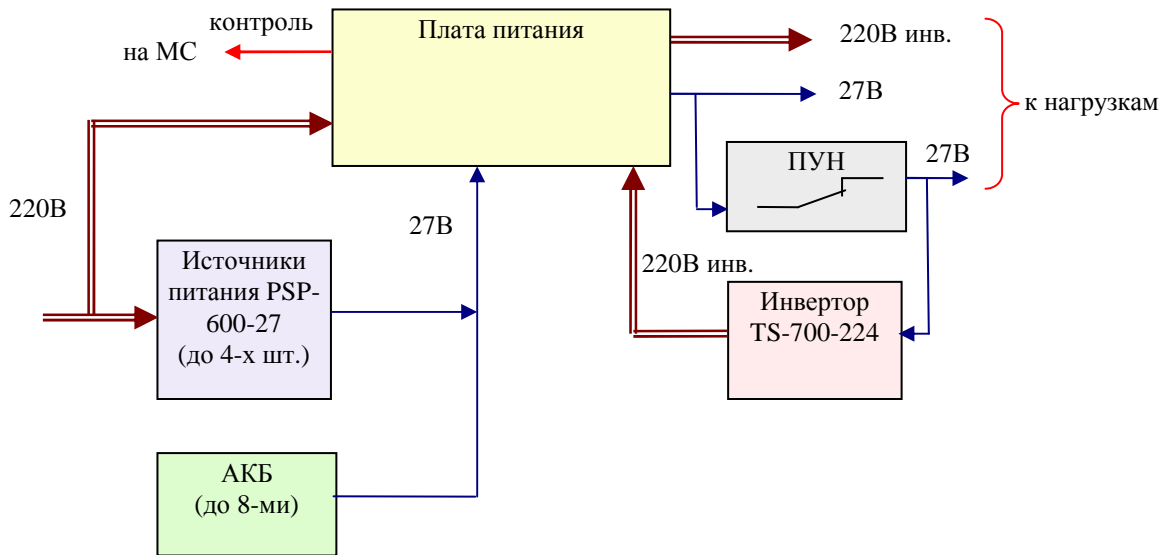 контроль
на МС
Плата питания
220В инв.
27В
к нагрузкам
ПУН
27В
220В
27В
Источники
питания PSP-
600-27
(до 4-х шт.)
220В инв.
Инвертор
TS-700-224
АКБ
(до 8-ми)